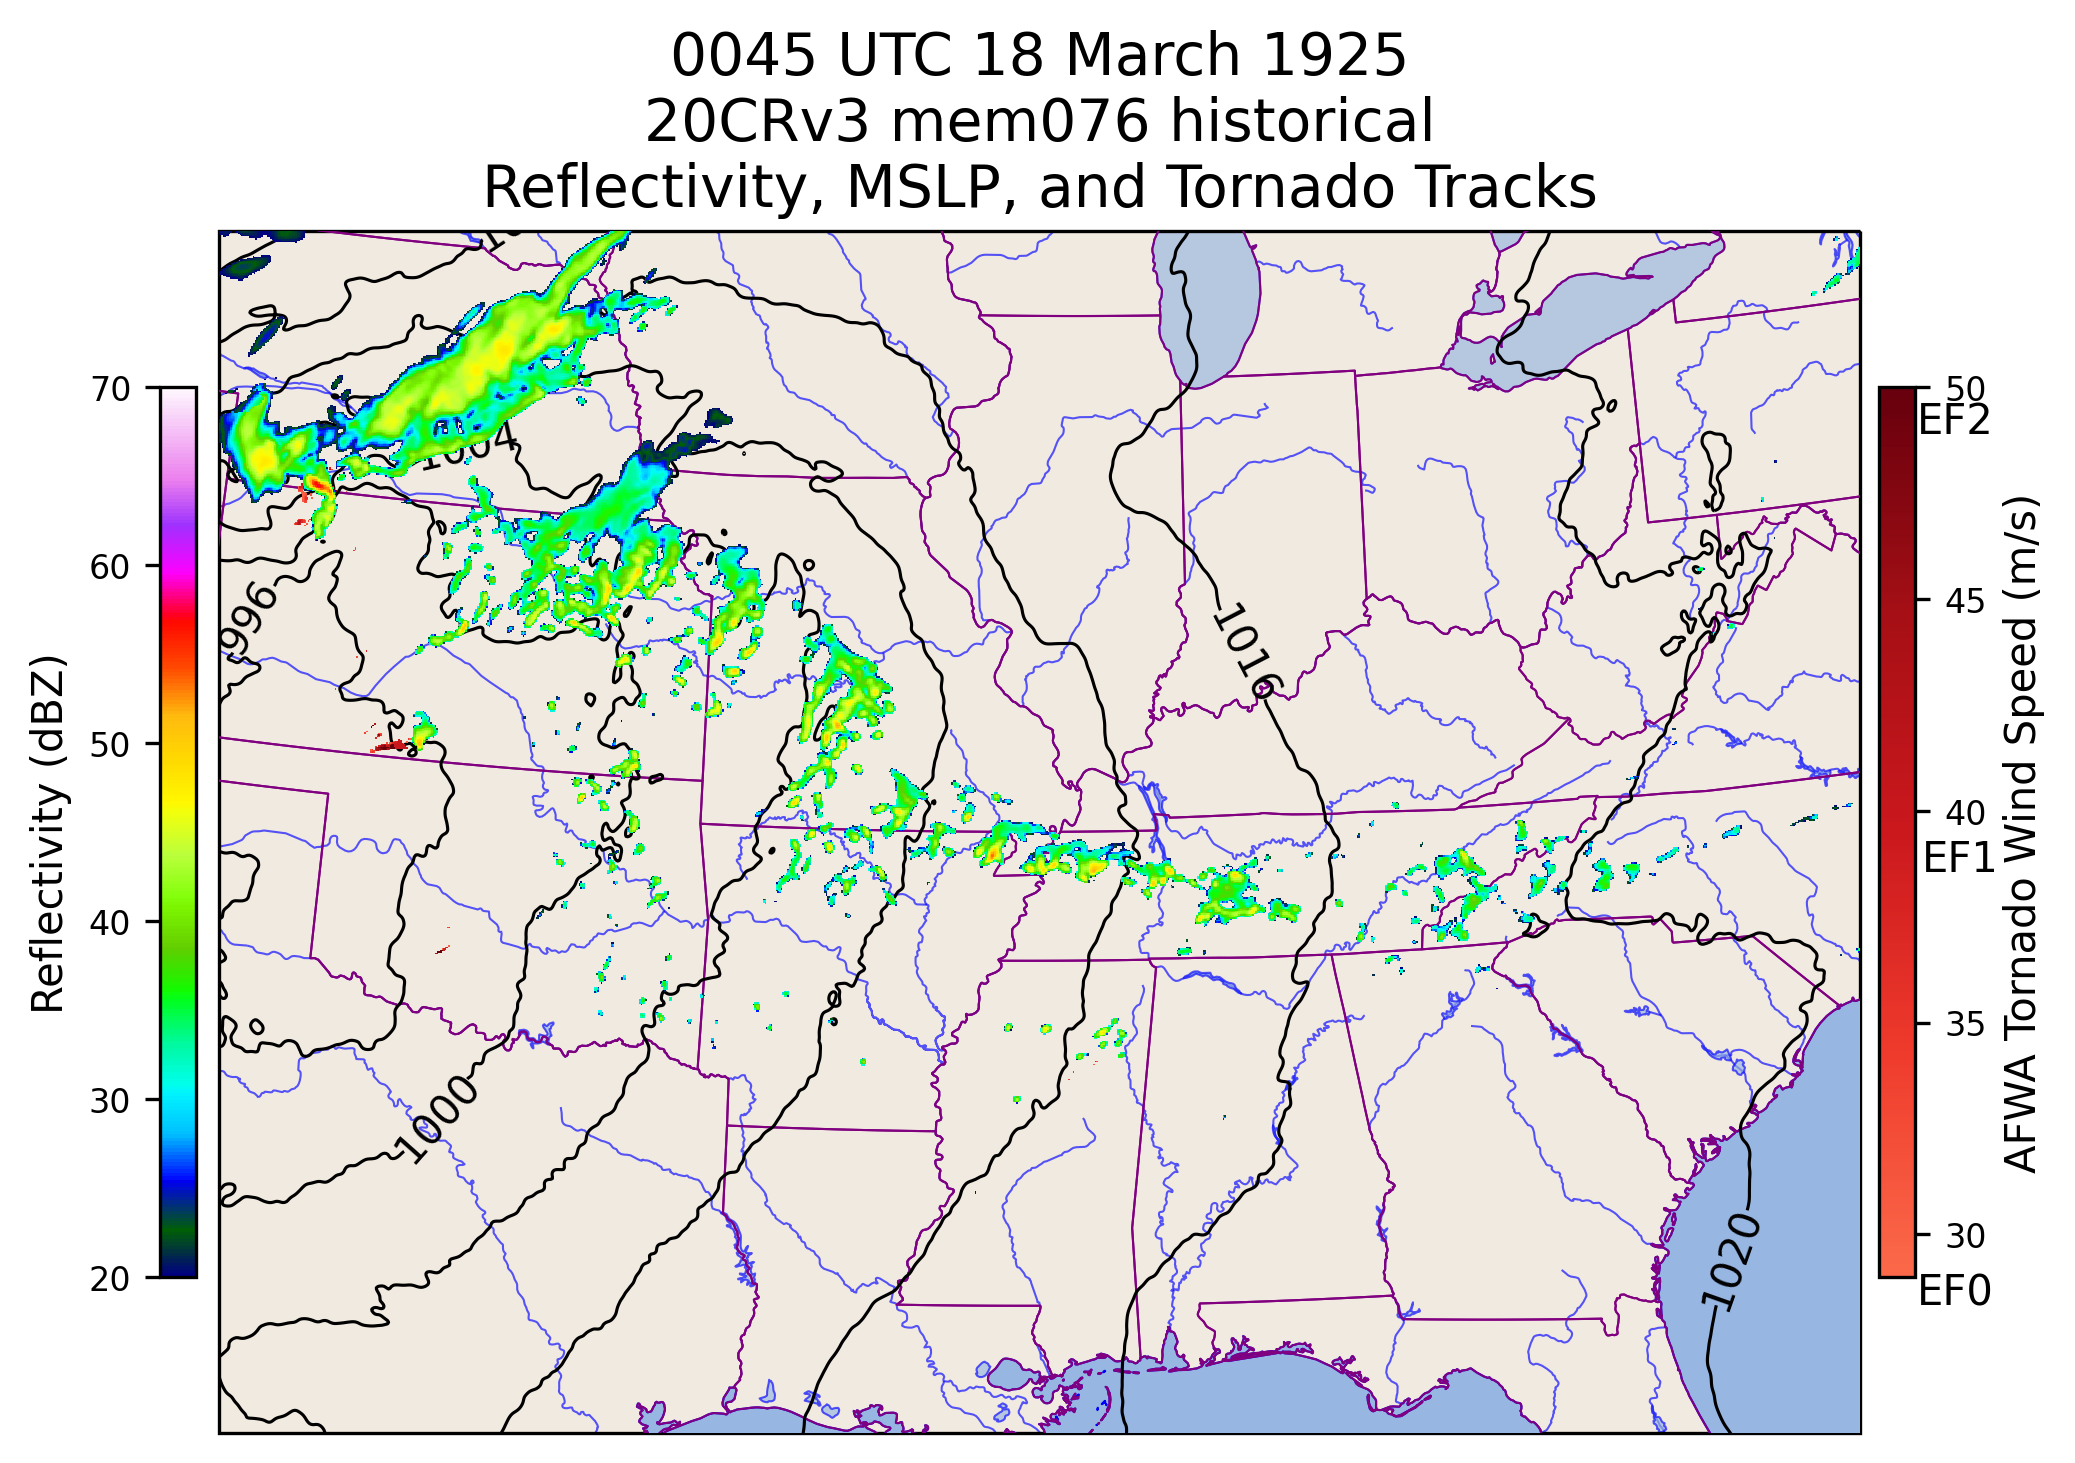 0045 UTC 18 March 1925
20CRv3 mem076 historical
Reflectivity, MSLP, and Tornado Tracks
Reflectivity (dBZ)
70
60
50
40
30
20
1004
996
1000
1016
1020
50
EF2
45
40
EF1
35
30
EF0
AFWA Tornado Wind Speed (m/s)